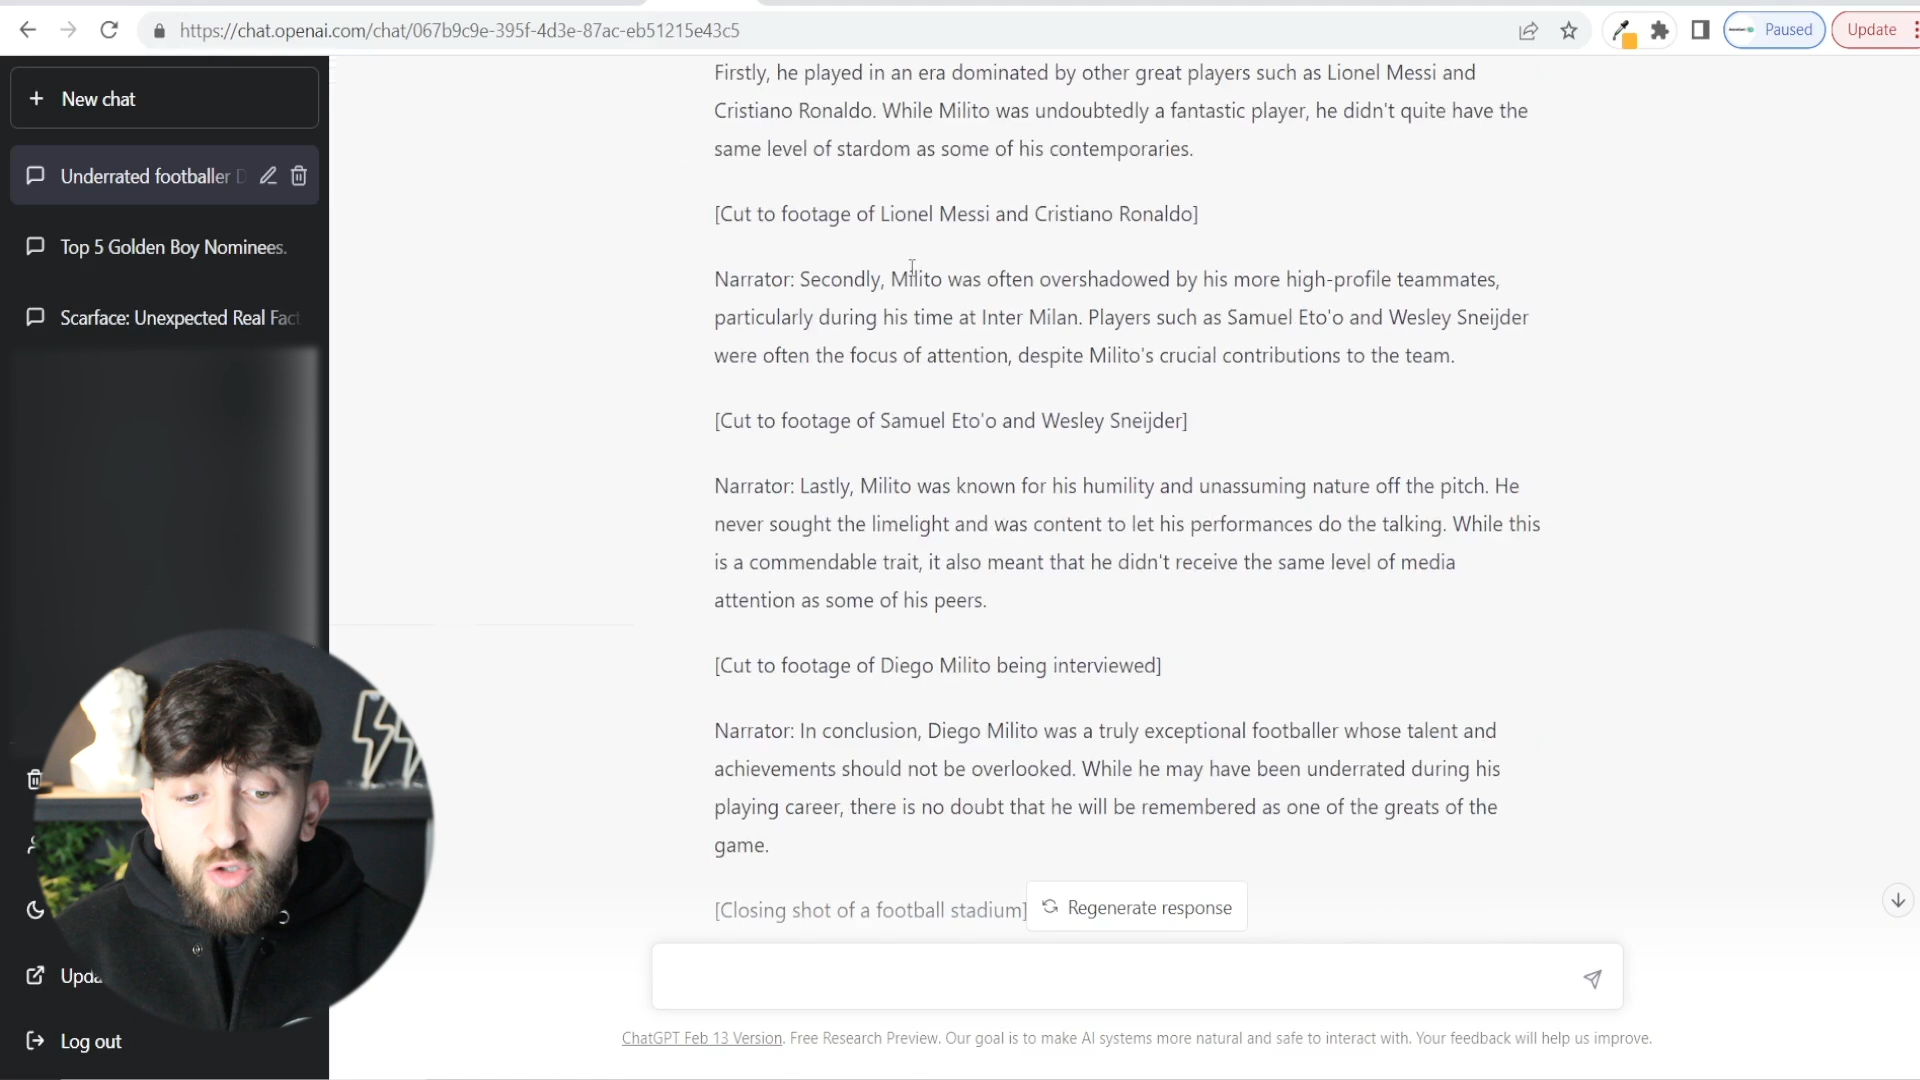 https://chat.openai.com/chat/067b9c9e-395f-4d3e-87ac-eb51215e43c5
Paused
Update
New chat
Underrated footballer D
Top 5 Golden Boy Nominees.
Scarface: Unexpected Real Fact
Log out
Firstly, he played in an era dominated by other great players such as Lionel Messi and
Cristiano Ronaldo. While Milito was undoubtedly a fantastic player, he didn't quite have the
same level of stardom as some of his contemporaries.
[Cut to footage of Lionel Messi and Cristiano Ronaldo]
Narrator: Secondly, Milito was often overshadowed by his more high-profile teammates,
particularly during his time at Inter Milan. Players such as Samuel Eto'o and Wesley Sneijder
were often the focus of attention, despite Milito's crucial contributions to the team.
[Cut to footage of Samuel Eto'o and Wesley Sneijder]
Narrator: Lastly, Milito was known for his humility and unassuming nature off the pitch. He
never sought the limelight and was content to let his performances do the talking. While this
is a commendable trait, it also meant that he didn't receive the same level of media
attention as some of his peers.
[Cut to footage of Diego Milito being interviewed]
Narrator: In conclusion, Diego Milito was a truly exceptional footballer whose talent and
achievements should not be overlooked. While he may have been underrated during his
playing career, there is no doubt that he will be remembered as one of the greats of the
game.
[Closing shot of a football stadium]
Regenerate response
ChatGPT Feb 13 Version. Free Research Preview. Our goal is to make AI systems more natural and safe to interact with. Your feedback will help us improve.